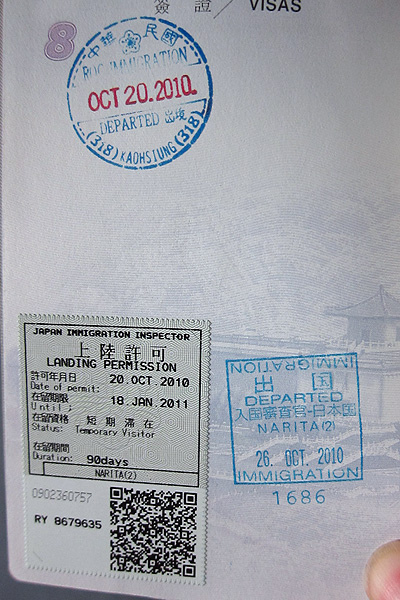 簽 證 / VISAS
8
中華民國
ROC IMMIGRATION
OCT 20. 2010.
DEPARTED 出境
(318) KAOHSIUNG (318)
JAPAN IMMIGRATION INSPECTOR
上陸許可
LANDING PERMISSION
許可年月日
Date of permit: 20. OCT. 2010
在留期限
Until: 18. JAN. 2011
在留資格 短期滞在
Status: Temporary Visitor
在留期間
Duration: 90days
NARITA(2)
0902360757
RY 8679635
IMMIGRATION
出 国
DEPARTED
入国審査官-日本国
NARITA(2)
26. OCT. 2010
IMMIGRATION
1686